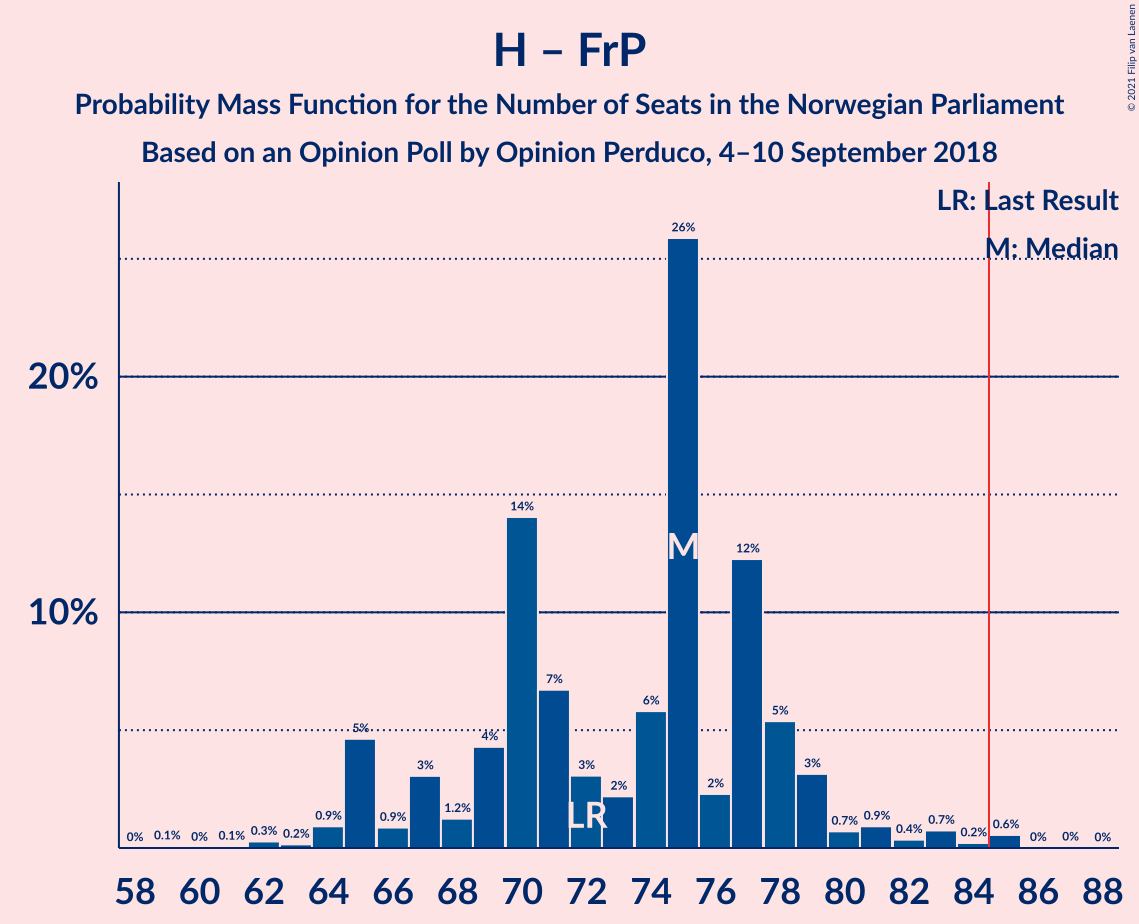 H – FrP
Probability Mass Function for the Number of Seats in the Norwegian Parliament
Based on an Opinion Poll by Opinion Perduco, 4–10 September 2018
© 2021 Filip van Laenen
LR: Last Result
M: Median
20%
10%
0% 0.1% 0% 0.1% 0.3% 0.2% 0.9% 5% 0.9% 3% 1.2% 4% 14% 7% 3% 2% 6% 26% 2% 12% 5% 3% 0.7% 0.9% 0.4% 0.7% 0.2% 0.6% 0% 0% 0%
M
LR
58 60 62 64 66 68 70 72 74 76 78 80 82 84 86 88